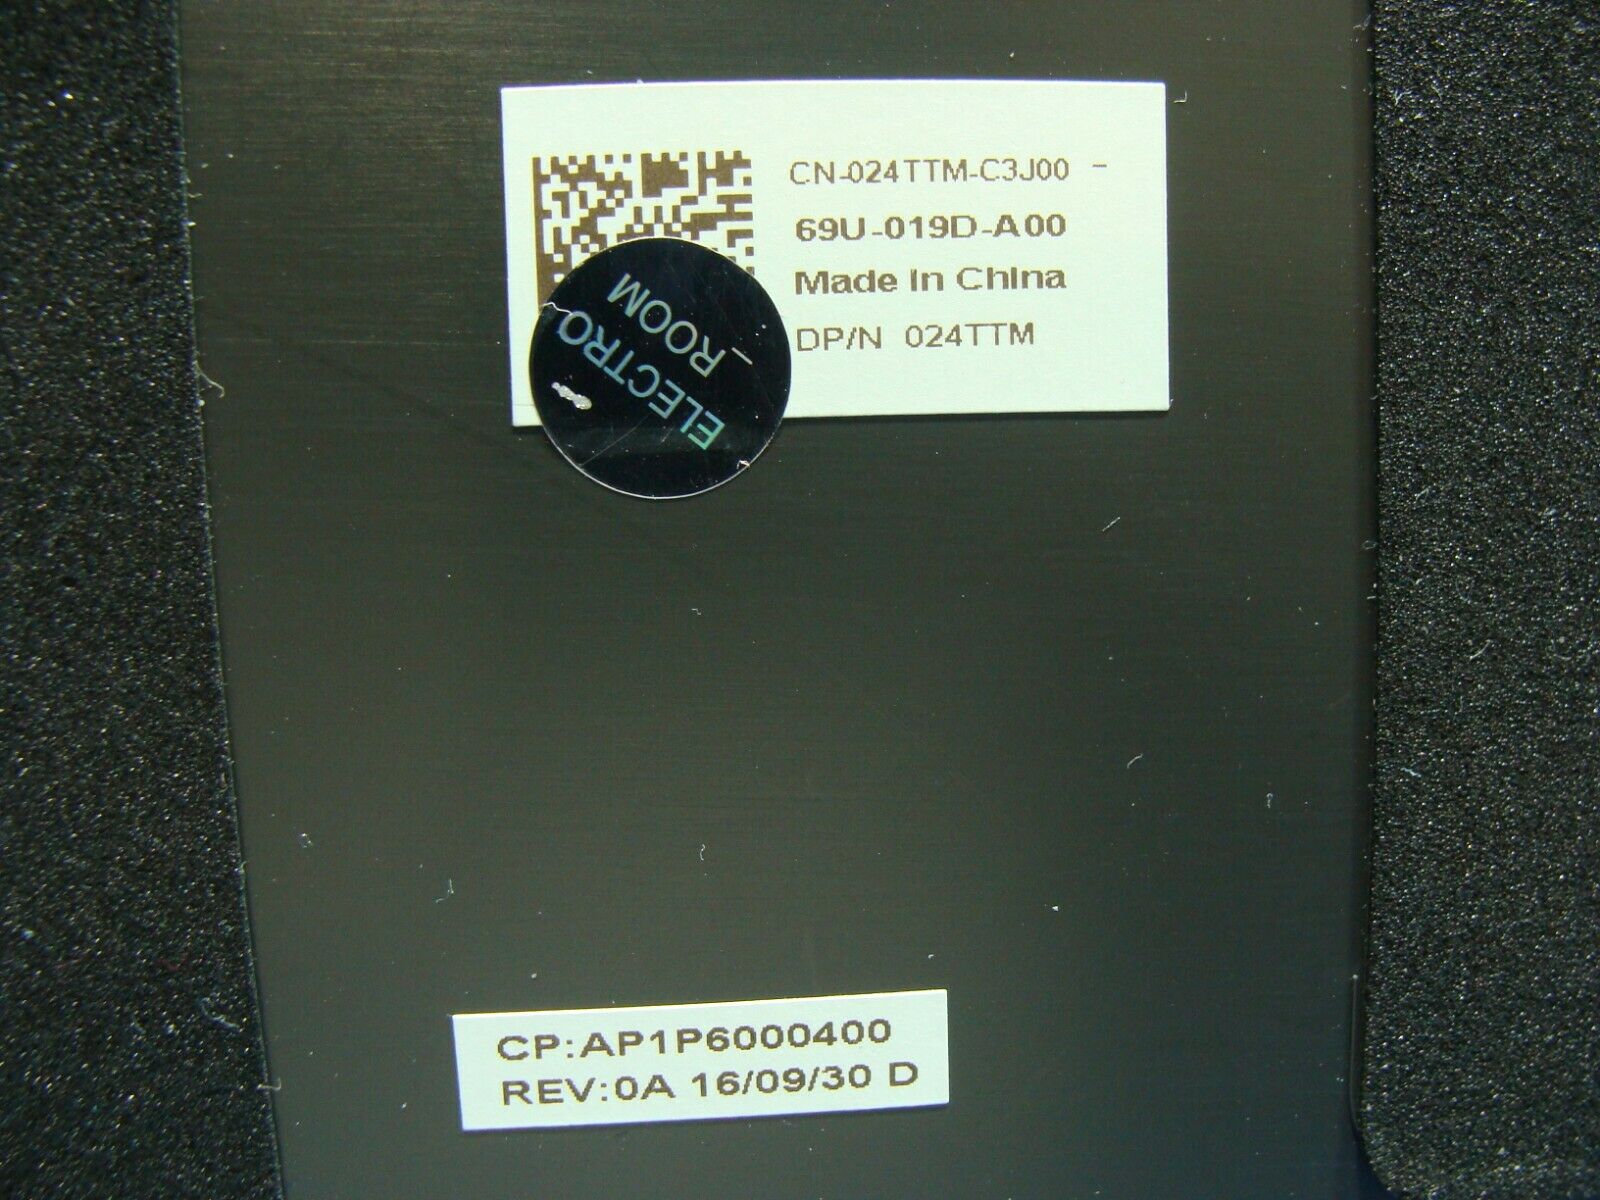 CN-024TTM-C3J00 -
69U-019D-A00
Made In China
DP/N 024TTM
ELECTRO
_ROOM
CP:AP1P6000400
REV:0A 16/09/30 D